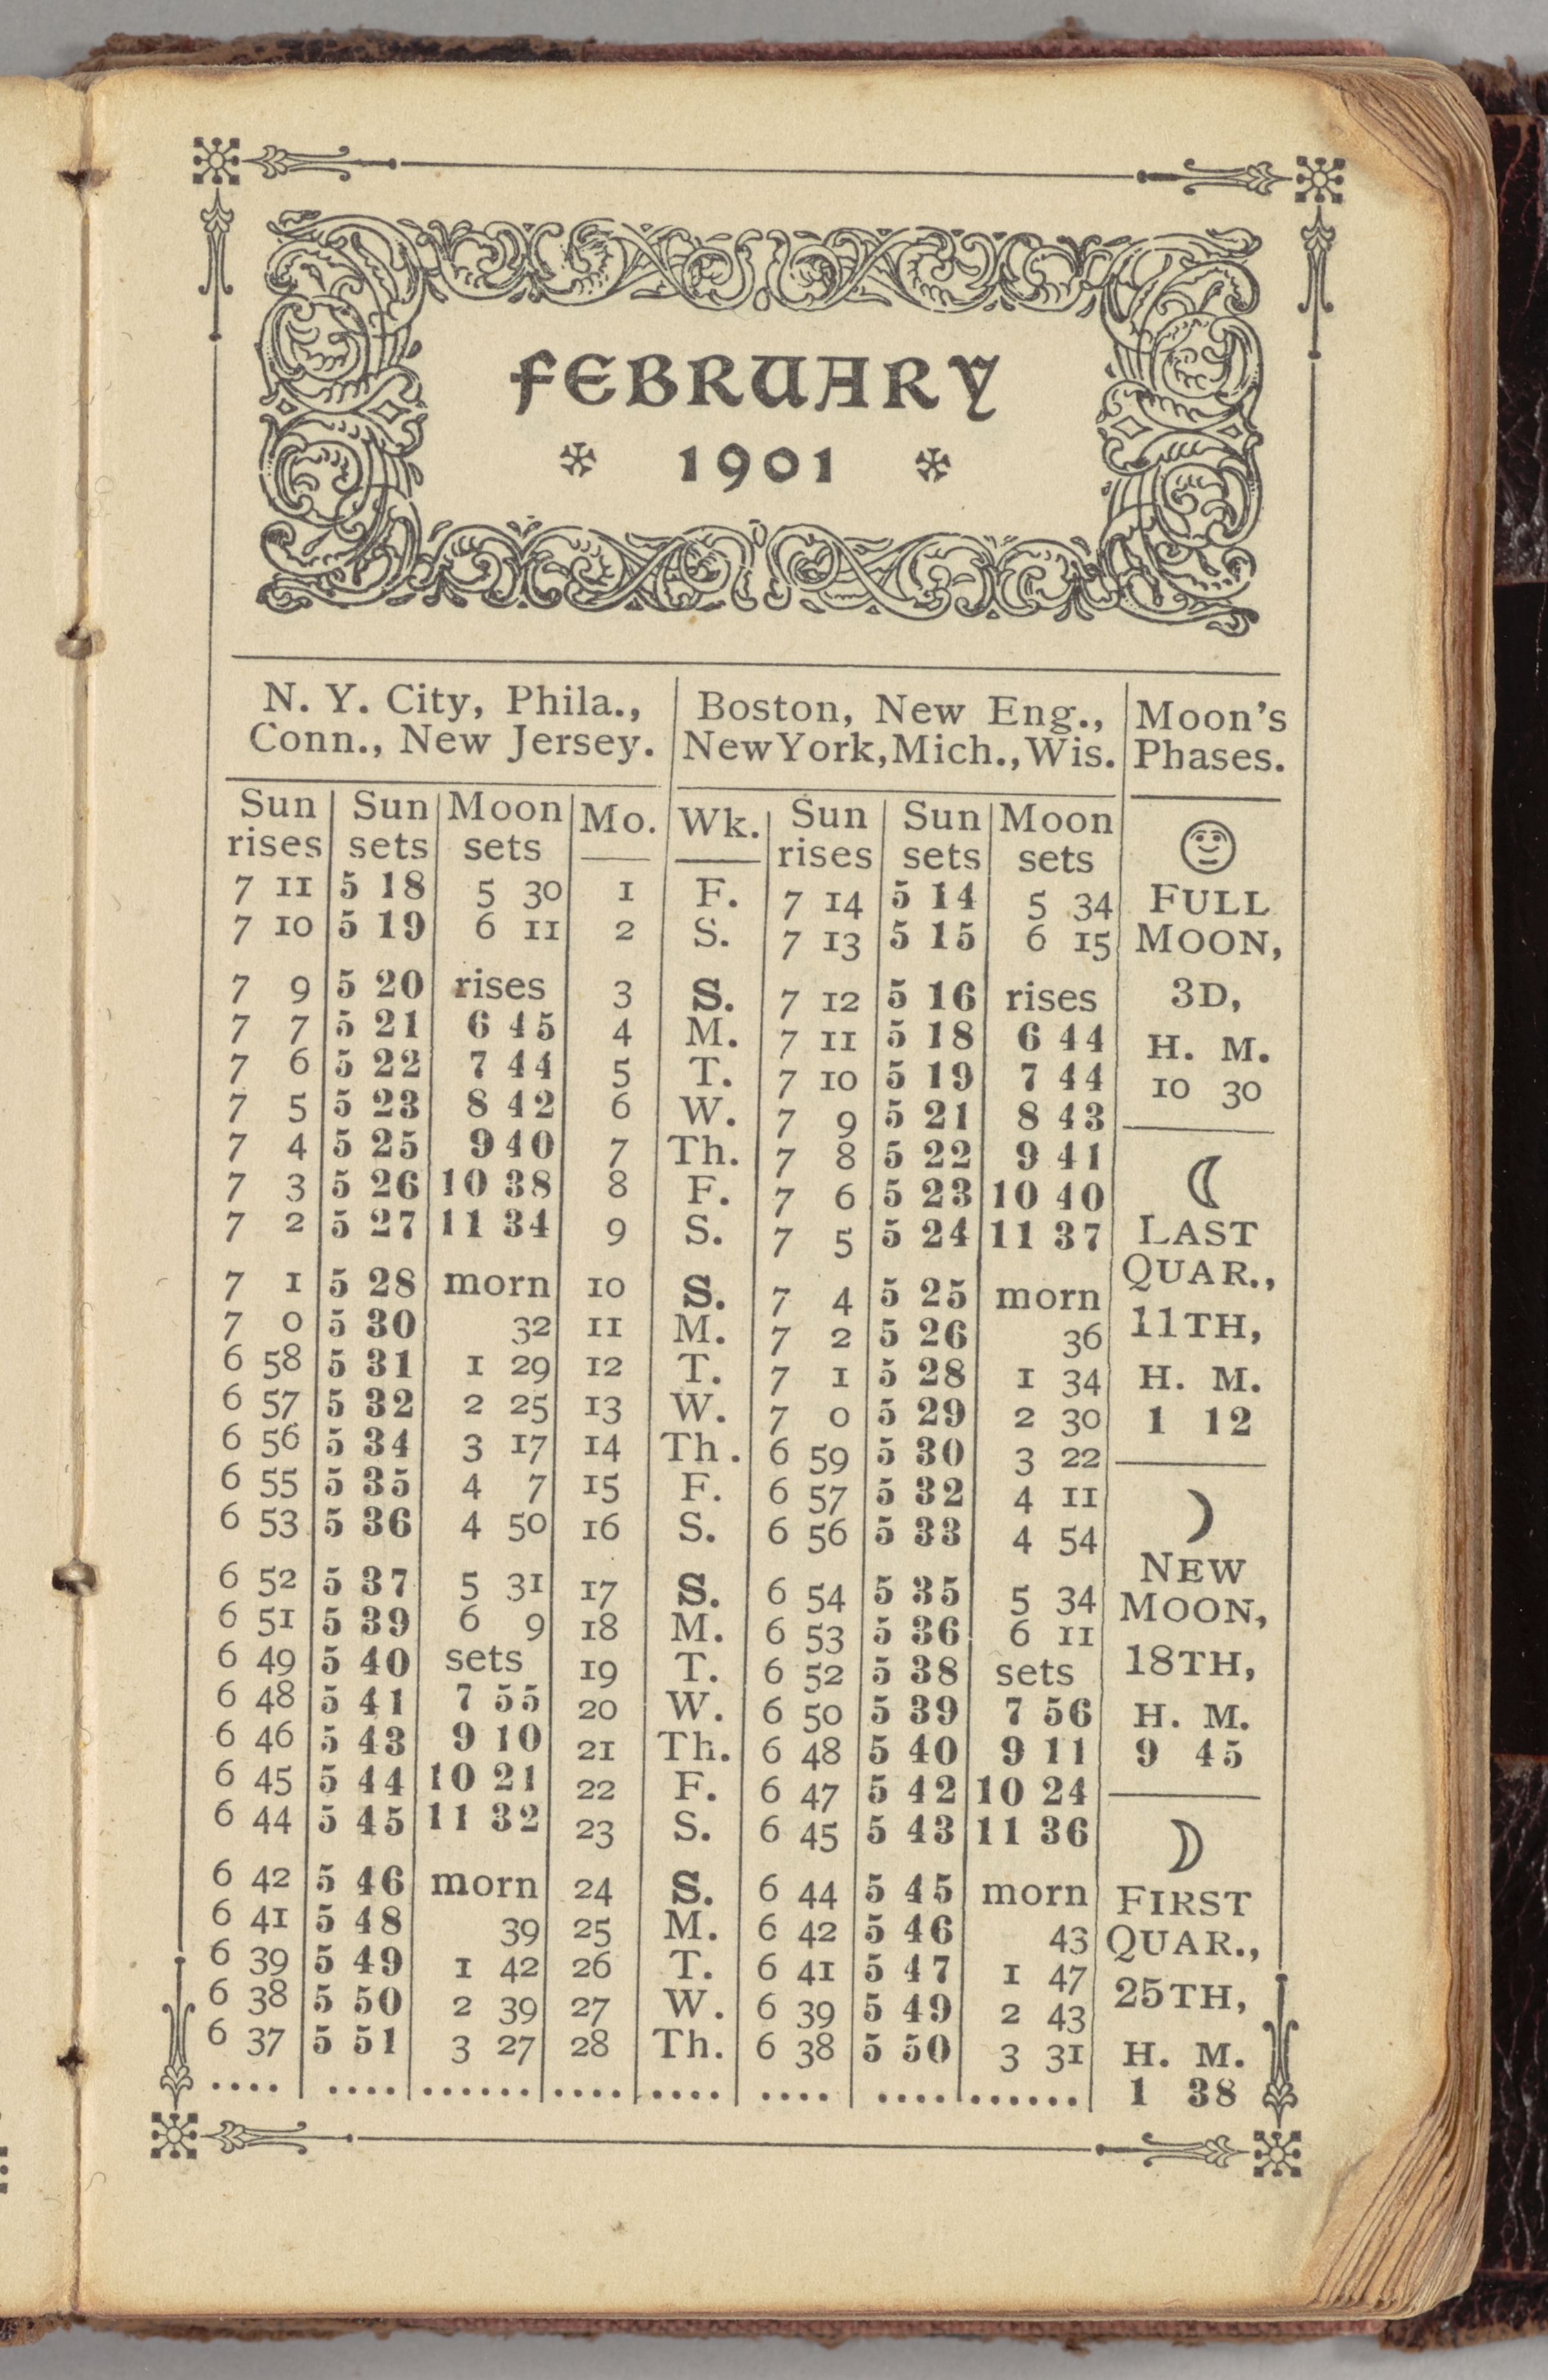 FEBRUARY
1901
N. Y. City, Phila., Boston, New Eng., Moon's
Conn., New Jersey. New York, Mich., Wis. Phases.
Sun Sun Moon Mo. Wk. Sun Sun Moon
rises sets sets rises sets sets
7 11 5 18 5 30 1 F. 7 14 5 14 5 34 FULL
7 10 5 19 6 11 2 S. 7 13 5 15 6 15 MOON,
7 9 5 20 rises 3 S. 7 12 5 16 rises 3D,
7 7 5 21 6 45 4 M. 7 11 5 18 6 44 H. M.
7 6 5 22 7 44 5 T. 7 10 5 19 7 44 10 30
7 5 5 23 8 42 6 W. 7 9 5 21 8 43
7 4 5 25 9 40 7 Th. 7 8 5 22 9 41
7 3 5 26 10 38 8 F. 7 6 5 23 10 40
7 2 5 27 11 34 9 S. 7 5 5 24 11 37 LAST
7 1 5 28 morn 10 S. 7 4 5 25 morn QUAR.,
7 0 5 30 32 11 M. 7 2 5 26 36 11TH,
6 58 5 31 1 29 12 T. 7 1 5 28 1 34 H. M.
6 57 5 32 2 25 13 W. 7 0 5 29 2 30 1 12
6 56 5 34 3 17 14 Th. 6 59 5 30 3 22
6 55 5 35 4 7 15 F. 6 57 5 32 4 11
6 53 5 36 4 50 16 S. 6 56 5 33 4 54
6 52 5 37 5 31 17 S. 6 54 5 35 5 34 NEW
6 51 5 39 6 9 18 M. 6 53 5 36 6 11 MOON,
6 49 5 40 sets 19 T. 6 52 5 38 sets 18TH,
6 48 5 41 7 55 20 W. 6 50 5 39 7 56 H. M.
6 46 5 43 9 10 21 Th. 6 48 5 40 9 11 9 45
6 45 5 44 10 21 22 F. 6 47 5 42 10 24
6 44 5 45 11 32 23 S. 6 45 5 43 11 36
6 42 5 46 morn 24 S. 6 44 5 45 morn FIRST
6 41 5 48 39 25 M. 6 42 5 46 43 QUAR.,
6 39 5 49 1 42 26 T. 6 41 5 47 1 47 25TH,
6 38 5 50 2 39 27 W. 6 39 5 49 2 43
6 37 5 51 3 27 28 Th. 6 38 5 50 3 31 H. M.
.... .... ...... .... .... .... .... ...... 1 38